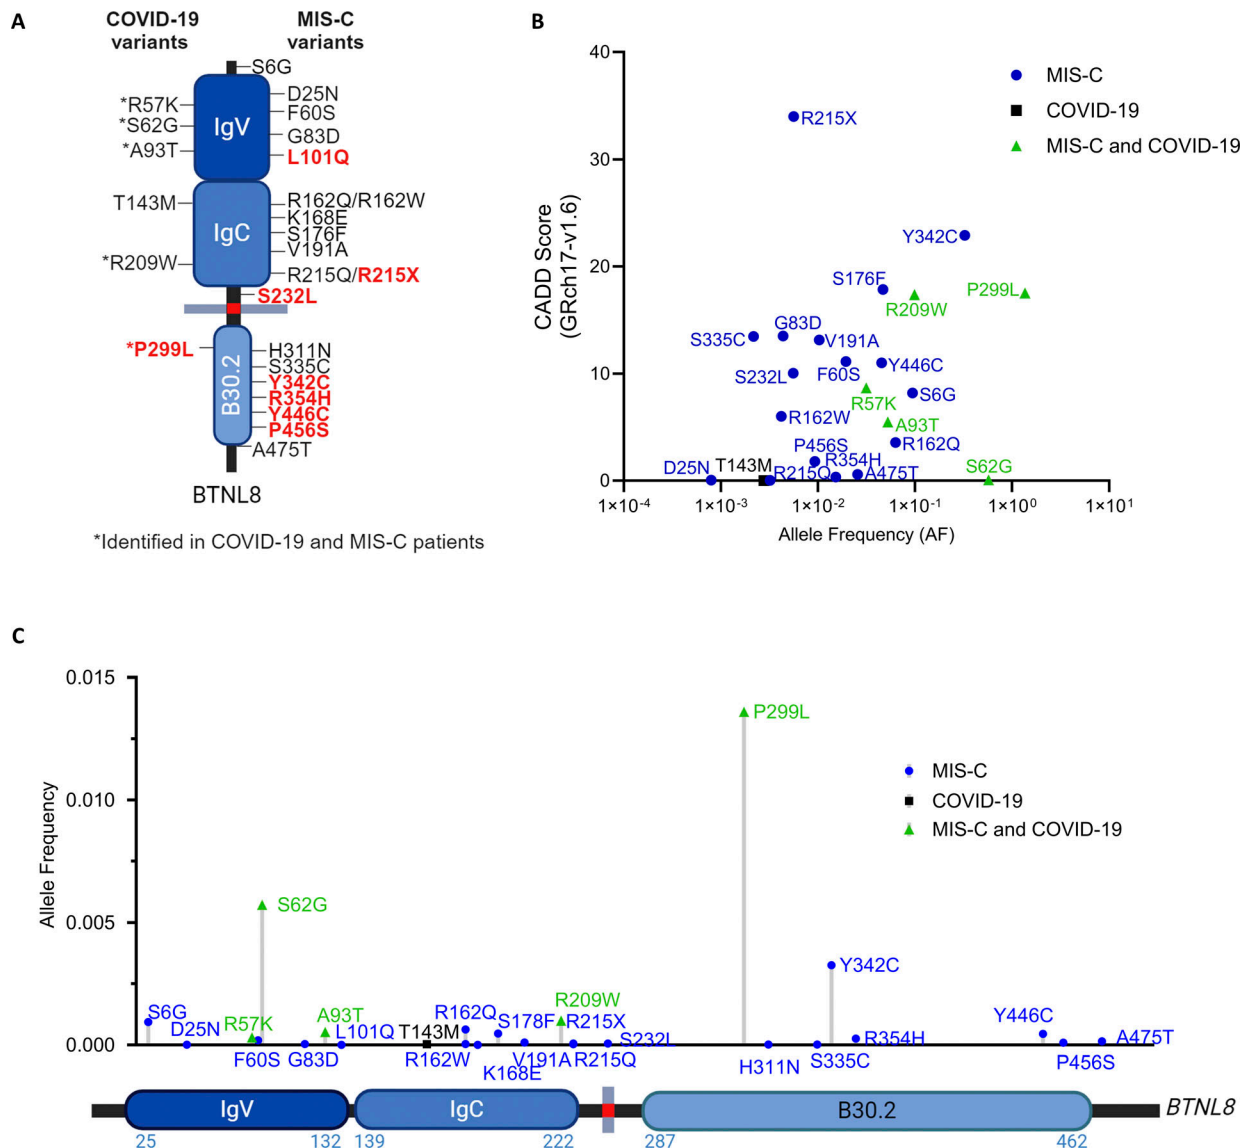 A
COVID-19
variants
MIS-C
variants
S6G
*R57K
*S62G
*A93T
IgV
D25N
F60S
G83D
L101Q
T143M
*R209W
IgC
R162Q/R162W
K168E
S176F
V191A
R215Q/R215X
S232L
*P299L
B30.2
H311N
S335C
Y342C
R354H
Y446C
P456S
A475T
BTNL8
*Identified in COVID-19 and MIS-C patients
B
CADD Score
(GRch17-v1.6)
40
30
20
10
0
MIS-C
COVID-19
MIS-C and COVID-19
R215X
Y342C
S176F
R209W
P299L
S335C
G83D
V191A
S232L
F60S
Y446C
R57K
S6G
R162W
A93T
P456S
R162Q
D25N
T143M
R215Q
R354H
A475T
S62G
1×10⁻⁴
1×10⁻³
1×10⁻²
1×10⁻¹
1×10⁰
1×10¹
Allele Frequency (AF)
C
Allele Frequency
0.015
0.010
0.005
0.000
MIS-C
COVID-19
MIS-C and COVID-19
P299L
S62G
Y342C
S6G
D25N
R57K
F60S
A93T
G83D
L101Q
T143M
R162Q
R162W
K168E
S178F
V191A
R209W
R215X
R215Q
S232L
H311N
S335C
R354H
Y446C
P456S
A475T
IgV
IgC
B30.2
BTNL8
25
132
139
222
287
462